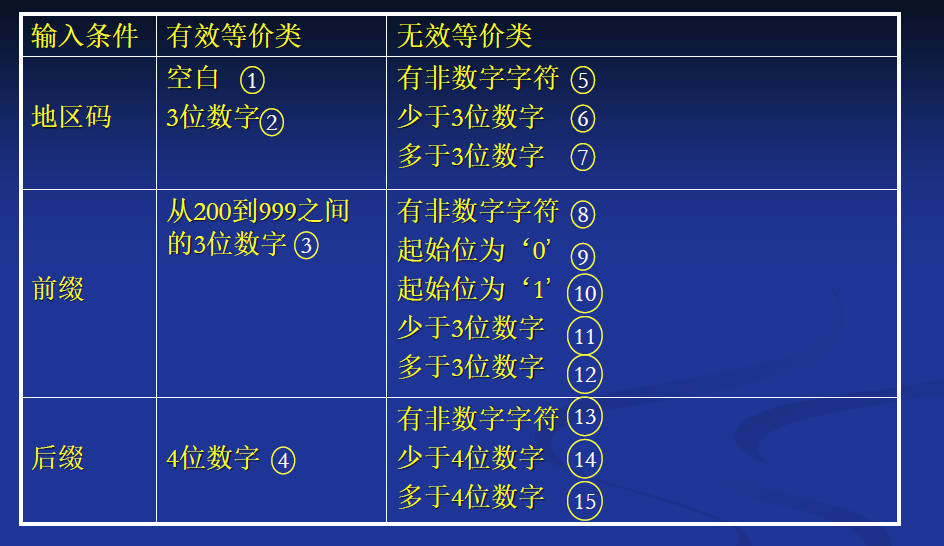 输入条件 有效等价类 无效等价类
地区码
空白 ①
3位数字②
有非数字字符 ⑤
少于3位数字 ⑥
多于3位数字 ⑦
前缀
从200到999之间
的3位数字 ③
有非数字字符 ⑧
起始位为‘0’ ⑨
起始位为‘1’ ⑩
少于3位数字 ⑪
多于3位数字 ⑫
后缀
4位数字 ④
有非数字字符 ⑬
少于4位数字 ⑭
多于4位数字 ⑮